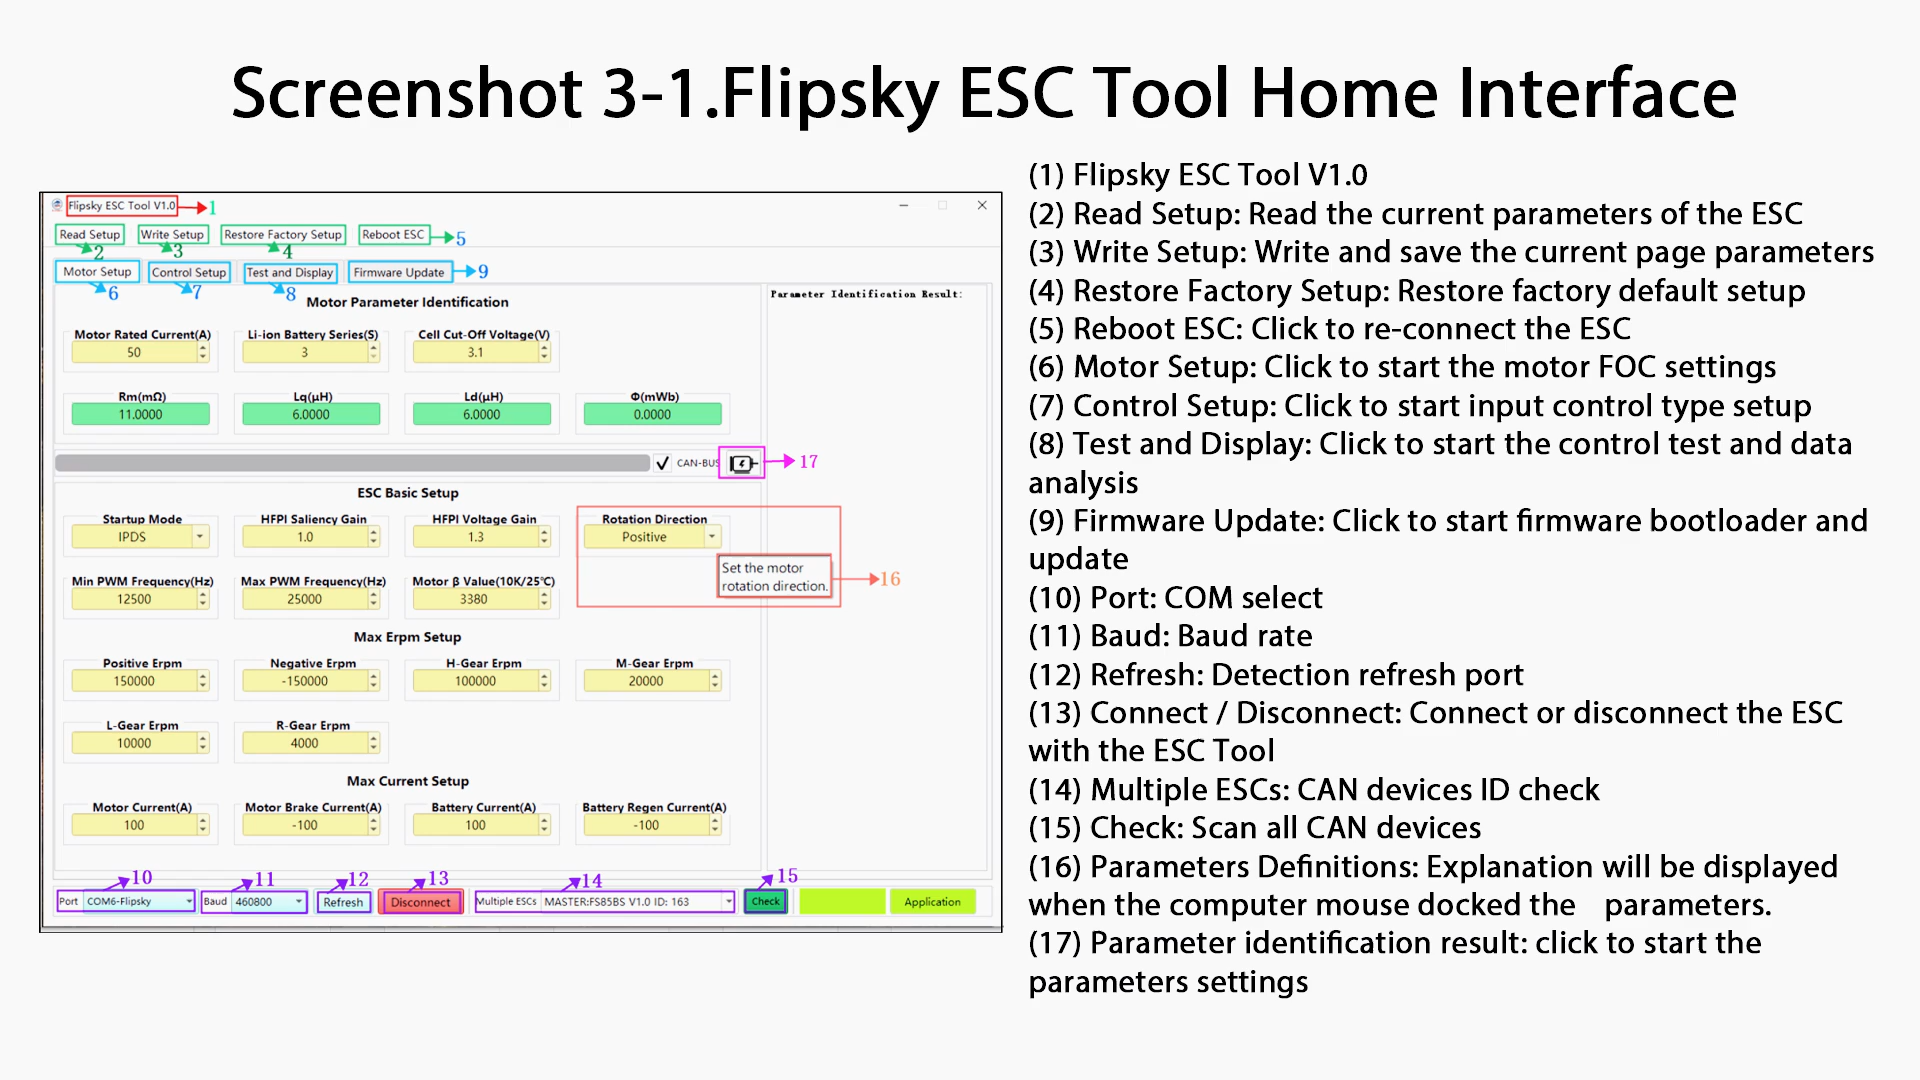 Screenshot 3-1.Flipsky ESC Tool Home Interface
Flipsky ESC Tool V1.0 1
Read Setup Write Setup Restore Factory Setup Reboot ESC 5
2 3 4
Motor Setup Control Setup Test and Display Firmware Update 9
6 7 8
Motor Parameter Identification
Parameter Identification Result:
Motor Rated Current(A) Li-ion Battery Series(S) Cell Cut-Off Voltage(V)
50 3 3.1
Rm(mΩ) Lq(μH) Ld(μH) Φ(mWb)
11.0000 6.0000 6.0000 0.0000
CAN-BUS 17
ESC Basic Setup
Startup Mode HFPI Saliency Gain HFPI Voltage Gain Rotation Direction
IPDS 1.0 1.3 Positive
Set the motor
rotation direction.
16
Min PWM Frequency(Hz) Max PWM Frequency(Hz) Motor β Value(10K/25℃)
12500 25000 3380
Max Erpm Setup
Positive Erpm Negative Erpm H-Gear Erpm M-Gear Erpm
150000 -150000 100000 20000
L-Gear Erpm R-Gear Erpm
10000 4000
Max Current Setup
Motor Current(A) Motor Brake Current(A) Battery Current(A) Battery Regen Current(A)
100 -100 100 -100
10 11 12 13 14 15
Port COM6-Flipsky Baud 460800 Refresh Disconnect Multiple ESCs MASTER:FS85BS V1.0 ID: 163 Check Application
(1) Flipsky ESC Tool V1.0
(2) Read Setup: Read the current parameters of the ESC
(3) Write Setup: Write and save the current page parameters
(4) Restore Factory Setup: Restore factory default setup
(5) Reboot ESC: Click to re-connect the ESC
(6) Motor Setup: Click to start the motor FOC settings
(7) Control Setup: Click to start input control type setup
(8) Test and Display: Click to start the control test and data
analysis
(9) Firmware Update: Click to start firmware bootloader and
update
(10) Port: COM select
(11) Baud: Baud rate
(12) Refresh: Detection refresh port
(13) Connect / Disconnect: Connect or disconnect the ESC
with the ESC Tool
(14) Multiple ESCs: CAN devices ID check
(15) Check: Scan all CAN devices
(16) Parameters Definitions: Explanation will be displayed
when the computer mouse docked the parameters.
(17) Parameter identification result: click to start the
parameters settings